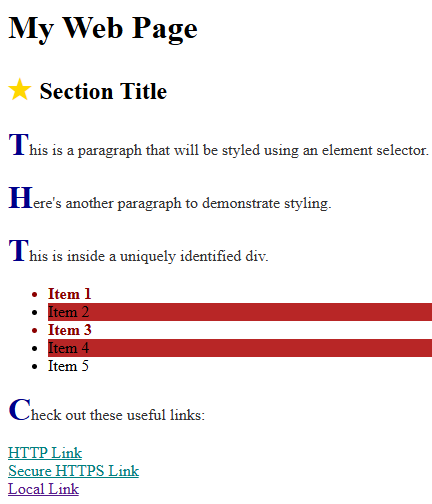 My Web Page
★ Section Title
This is a paragraph that will be styled using an element selector.
Here's another paragraph to demonstrate styling.
This is inside a uniquely identified div.
• Item 1
• Item 2
• Item 3
• Item 4
• Item 5
Check out these useful links:
HTTP Link
Secure HTTPS Link
Local Link